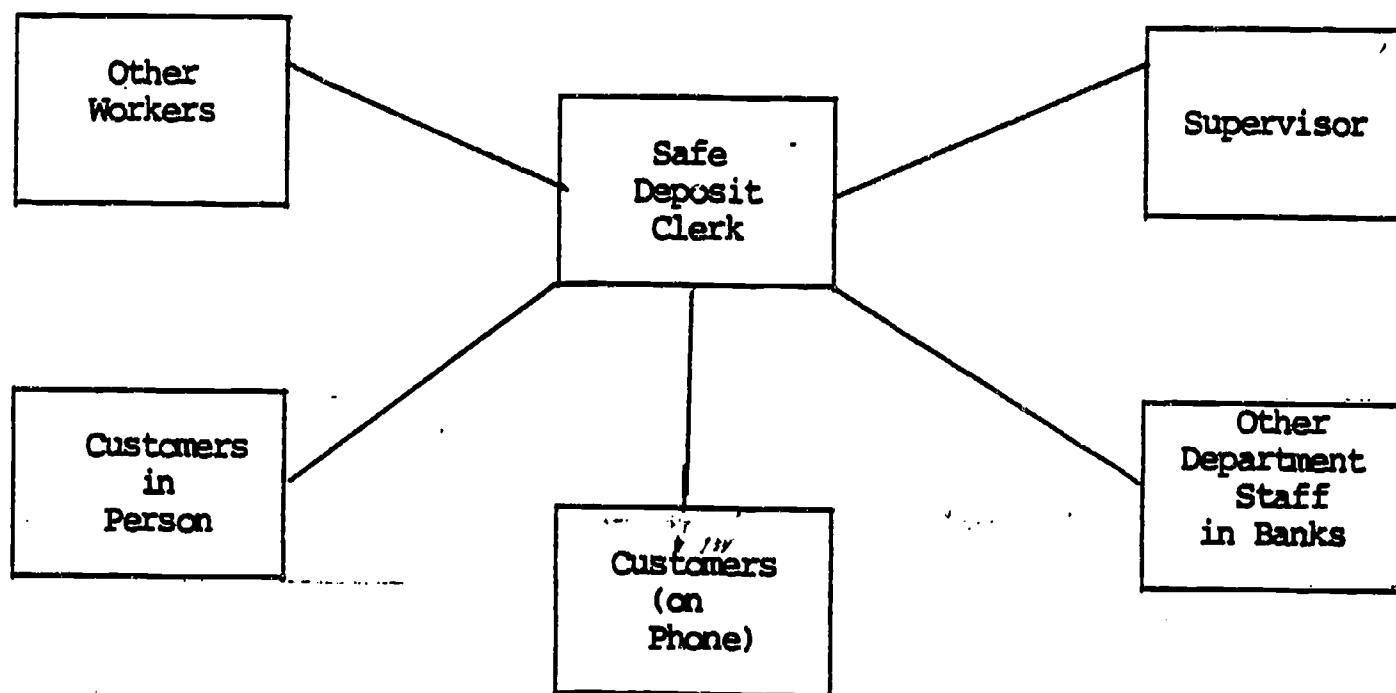 Other
Workers
Safe
Deposit
Clerk
Supervisor
Customers
in
Person
Customers
(on
Phone)
Other
Department
Staff
in Banks